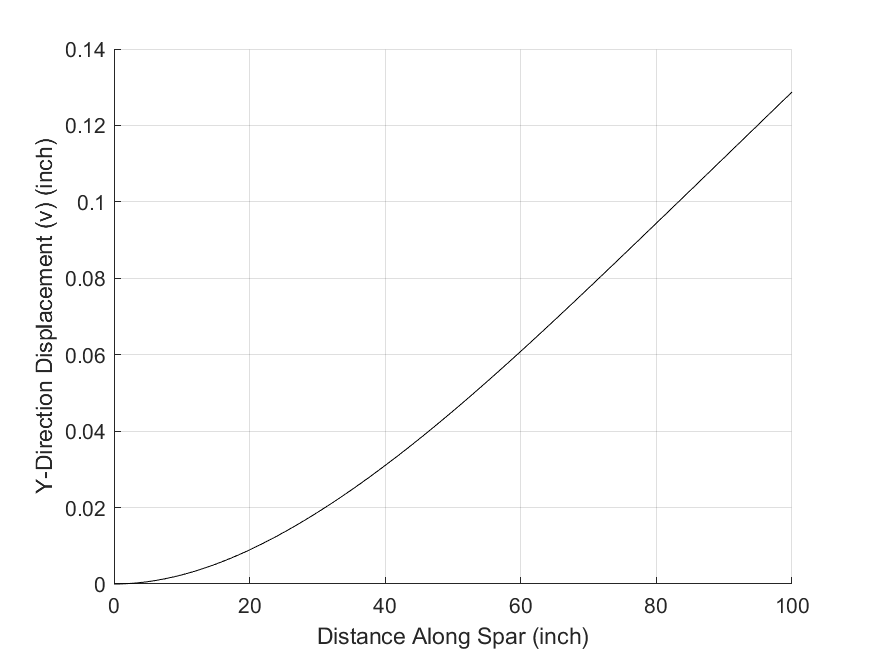 0.14
0.12
0.1
0.08
0.06
0.04
0.02
0
Y-Direction Displacement (v) (inch)
0 20 40 60 80 100
Distance Along Spar (inch)